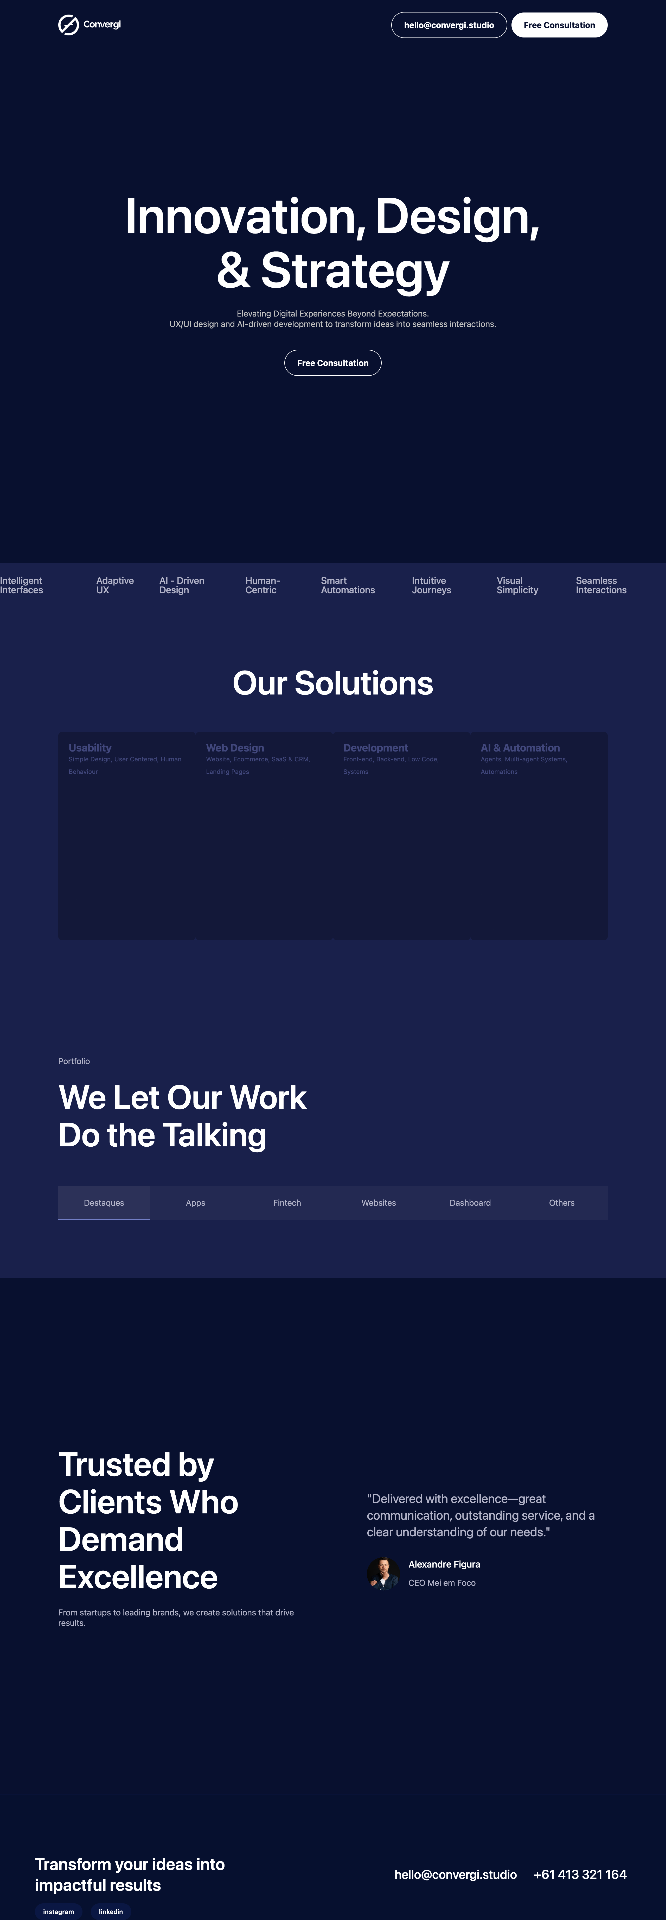 Convergi
hello@convergi.studio
Free Consultation
Innovation, Design,
& Strategy
Elevating Digital Experiences Beyond Expectations.
UX/UI design and AI-driven development to transform ideas into seamless interactions.
Free Consultation
Intelligent
Interfaces
Adaptive
UX
AI - Driven
Design
Human-
Centric
Smart
Automations
Intuitive
Journeys
Visual
Simplicity
Seamless
Interactions
Our Solutions
Usability
Simple Design, User Centered, Human
Behaviour
Web Design
Website, Ecommerce, SaaS & CRM,
Landing Pages
Development
Front-end, Back-end, Low Code
Systems
AI & Automation
Agents, Multi-agent Systems,
Automations
Portfolio
We Let Our Work
Do the Talking
Destaques
Apps
Fintech
Websites
Dashboard
Others
Trusted by
Clients Who
Demand
Excellence
From startups to leading brands, we create solutions that drive
results.
"Delivered with excellence—great
communication, outstanding service, and a
clear understanding of our needs."
Alexandre Figura
CEO Mei em Foco
Transform your ideas into
impactful results
instagram
linkedin
hello@convergi.studio
+61 413 321 164